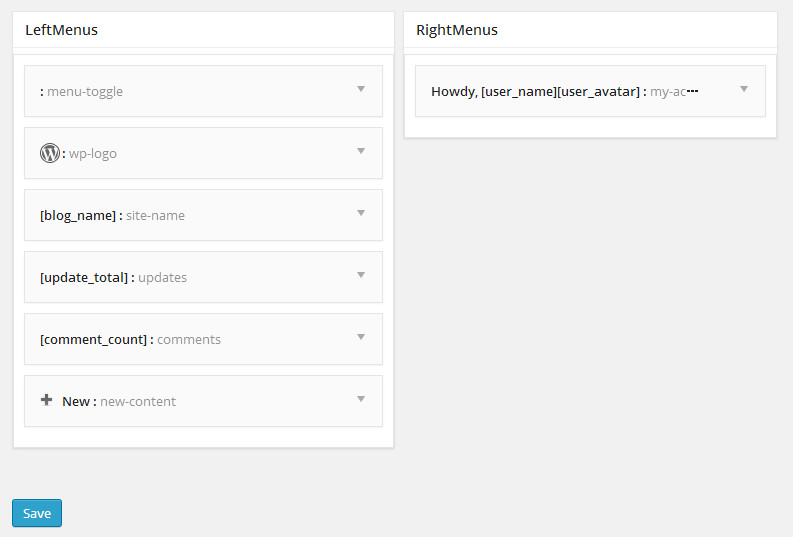 LeftMenus
: menu-toggle
: wp-logo
[blog_name] : site-name
[update_total] : updates
[comment_count] : comments
New : new-content
RightMenus
Howdy, [user_name][user_avatar] : my-ac···
Save